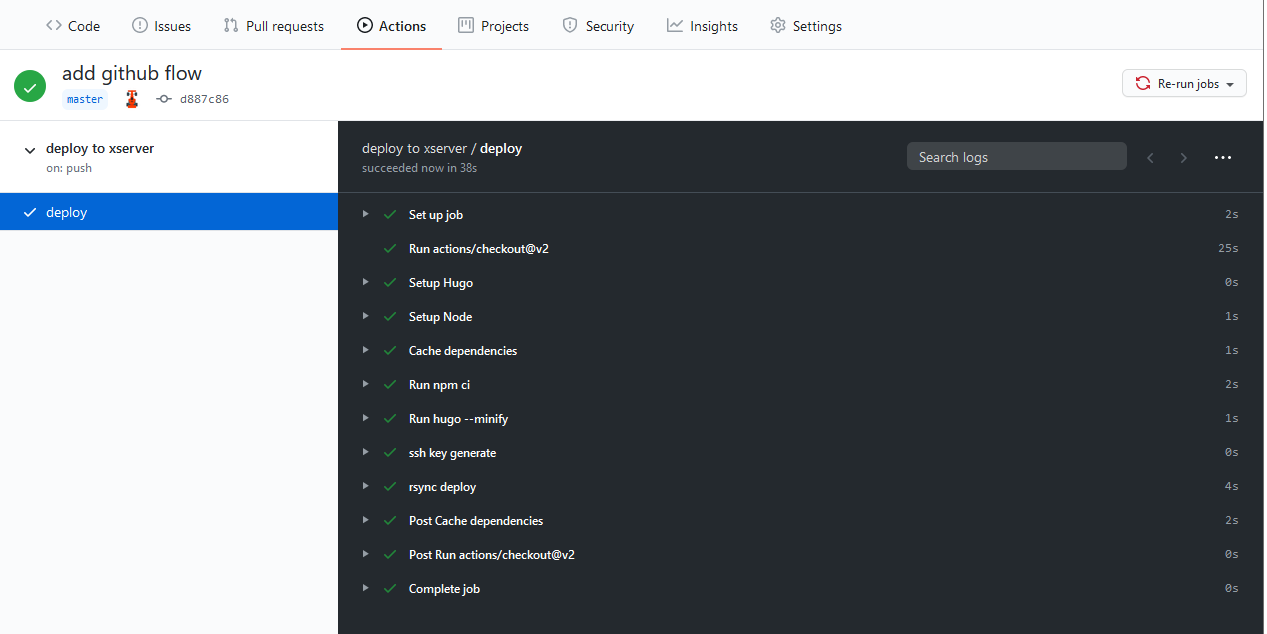 Code Issues Pull requests Actions Projects Security Insights Settings
add github flow
master d887c86
Re-run jobs
deploy to xserver
on: push
deploy
deploy to xserver / deploy
succeeded now in 38s
Search logs
Set up job 2s
Run actions/checkout@v2 25s
Setup Hugo 0s
Setup Node 1s
Cache dependencies 1s
Run npm ci 2s
Run hugo --minify 1s
ssh key generate 0s
rsync deploy 4s
Post Cache dependencies 2s
Post Run actions/checkout@v2 0s
Complete job 0s